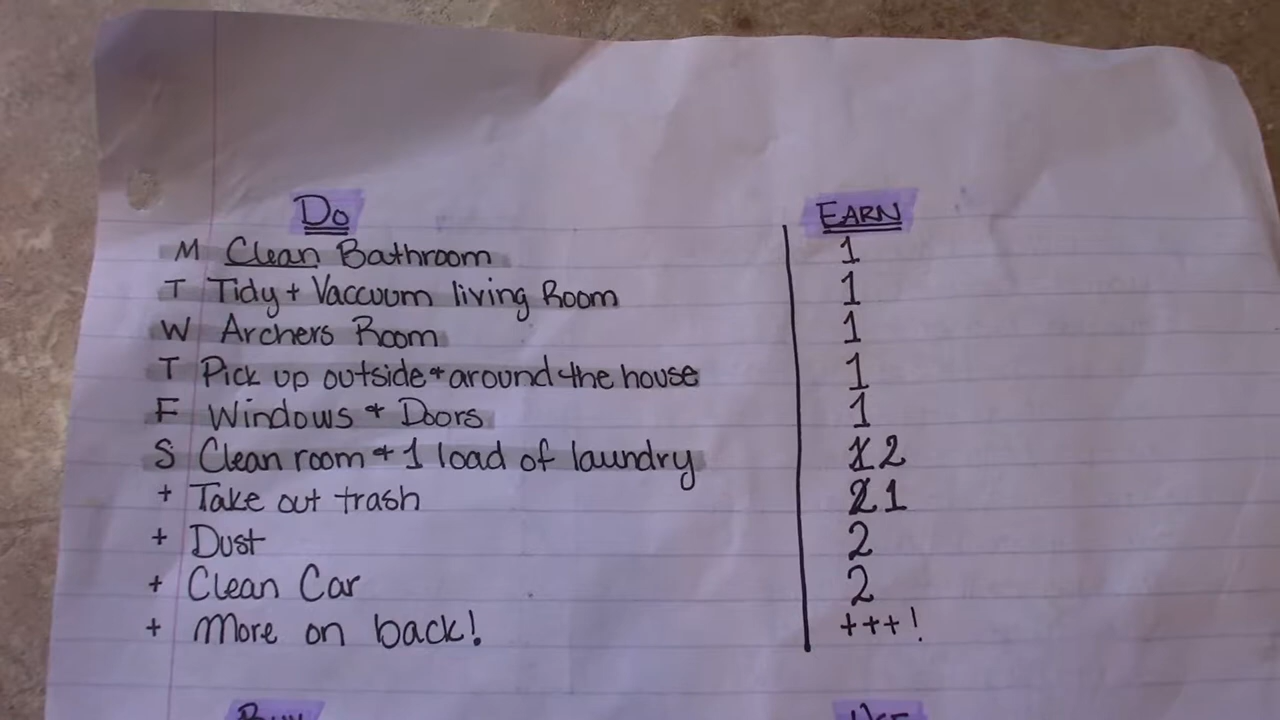 Do EARN
M Clean Bathroom 1
T Tidy + Vaccuum living Room 1
W Archers Room 1
T Pick up outside + around the house 1
F Windows + Doors 1
S Clean room + 1 load of laundry 1 2
+ Take out trash 2 1
+ Dust 2
+ Clean Car 2
+ More on back! +++!